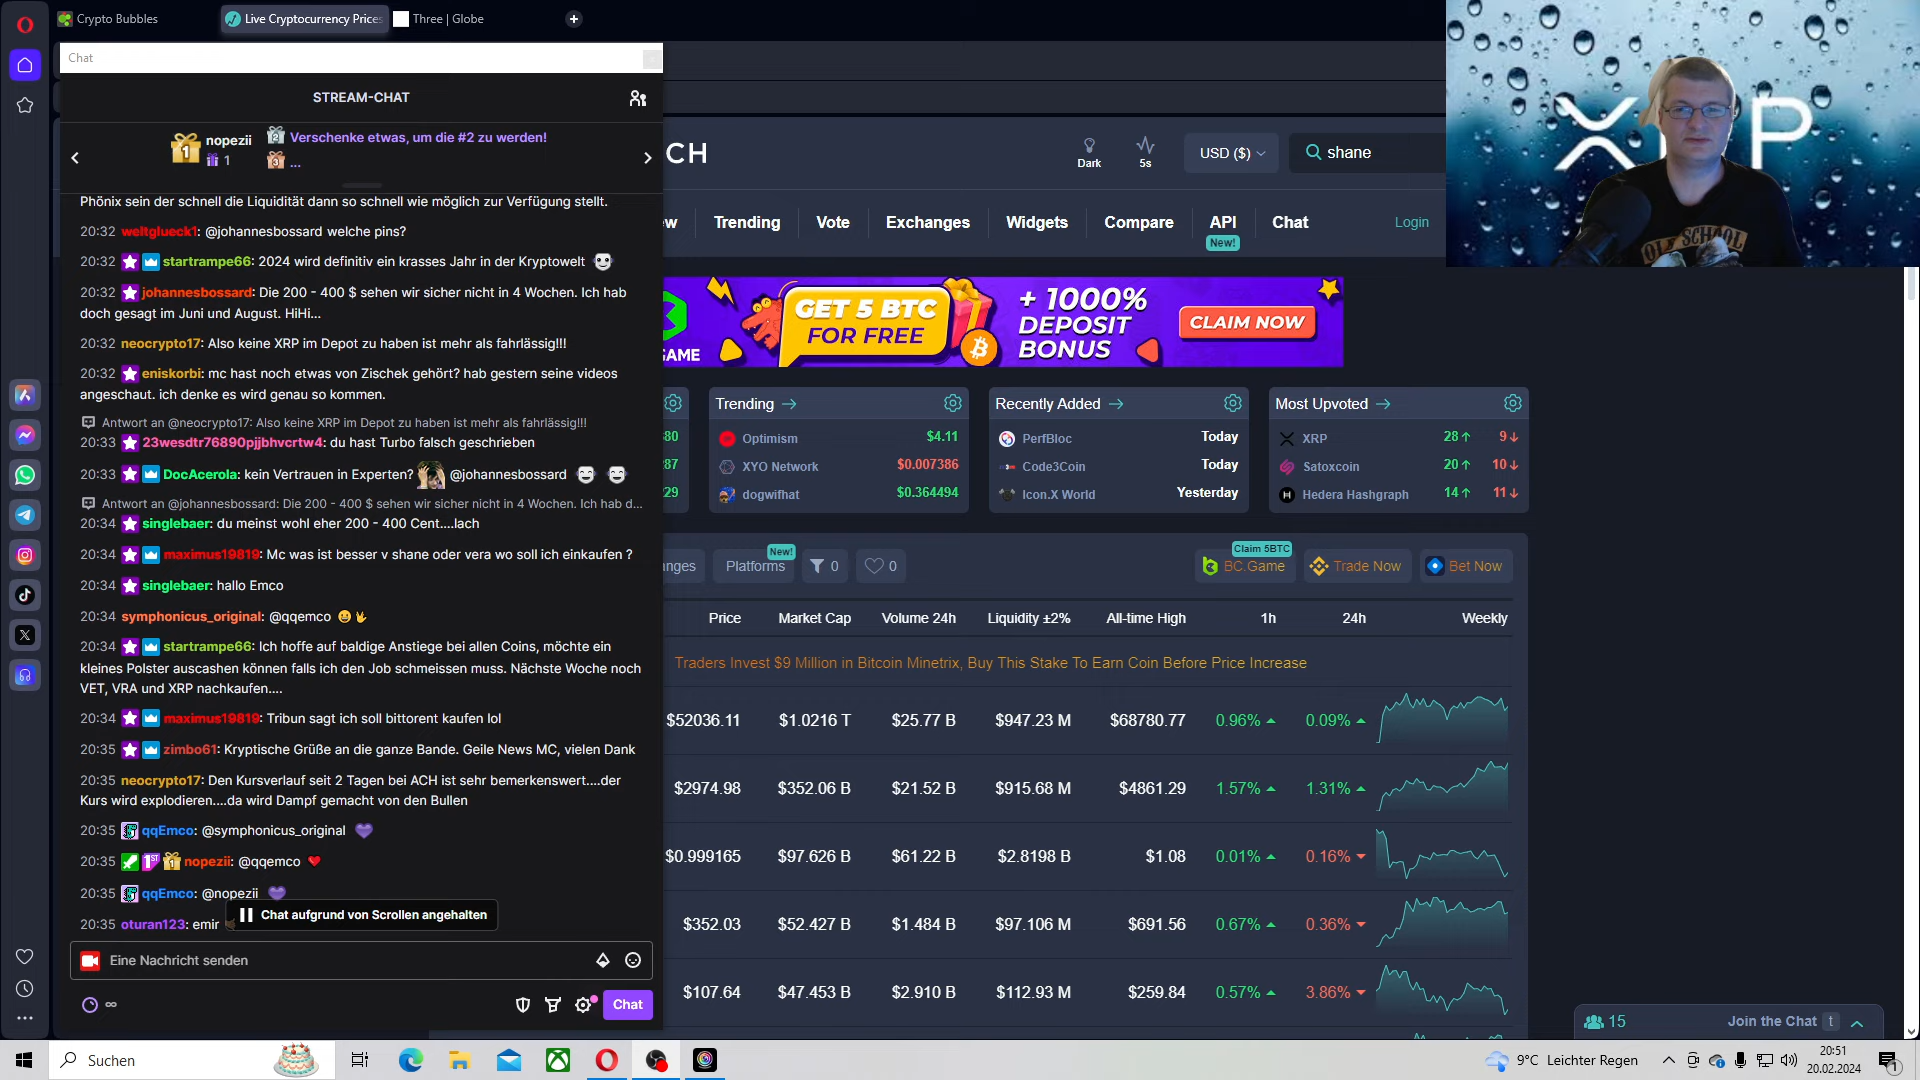 Crypto Bubbles
Live Cryptocurrency Prices
Three | Globe
Chat
STREAM-CHAT
nopezii
1
Verschenke etwas, um die #2 zu werden!
...
Phönix sein der schnell die Liquidität dann so schnell wie möglich zur Verfügung stellt.
20:32 weltglueck1: @johannesbossard welche pins?
20:32 startrampe66: 2024 wird definitiv ein krasses Jahr in der Kryptowelt
20:32 johannesbossard: Die 200 - 400 $ sehen wir sicher nicht in 4 Wochen. Ich hab
doch gesagt im Juni und August. HiHi...
20:32 neocrypto17: Also keine XRP im Depot zu haben ist mehr als fahrlässig!!!
20:32 eniskorbi: mc hast noch etwas von Zischek gehört? hab gestern seine videos
angeschaut. ich denke es wird genau so kommen.
Antwort an @neocrypto17: Also keine XRP im Depot zu haben ist mehr als fahrlässig!!!
20:33 23wesdtr76890pjjbhvcrtw4: du hast Turbo falsch geschrieben
20:33 DocAcerola: kein Vertrauen in Experten? @johannesbossard
Antwort an @johannesbossard: Die 200 - 400 $ sehen wir sicher nicht in 4 Wochen. Ich hab d...
20:34 singlebaer: du meinst wohl eher 200 - 400 Cent....lach
20:34 maximus19819: Mc was ist besser v shane oder vera wo soll ich einkaufen ?
20:34 singlebaer: hallo Emco
20:34 symphonicus_original: @qqemco
20:34 startrampe66: Ich hoffe auf baldige Anstiege bei allen Coins, möchte ein
kleines Polster auscashen können falls ich den Job schmeissen muss. Nächste Woche noch
VET, VRA und XRP nachkaufen....
20:34 maximus19819: Tribun sagt ich soll bittorent kaufen lol
20:35 zimbo61: Kryptische Grüße an die ganze Bande. Geile News MC, vielen Dank
20:35 neocrypto17: Den Kursverlauf seit 2 Tagen bei ACH ist sehr bemerkenswert....der
Kurs wird explodieren....da wird Dampf gemacht von den Bullen
20:35 qqEmco: @symphonicus_original
20:35 nopezii: @qqemco
20:35 qqEmco: @nopezii
20:35 oturan123: emir
Chat aufgrund von Scrollen angehalten
Eine Nachricht senden
∞
Chat
CH
Dark
5s
USD ($)
shane
XRP
OLF SCHOOL
ew Trending Vote Exchanges Widgets Compare API Chat Login
New!
GAME
GET 5 BTC
FOR FREE
+ 1000%
DEPOSIT
BONUS
CLAIM NOW
80
87
29
Trending →
Optimism $4.11
XYO Network $0.007386
dogwifhat $0.364494
Recently Added →
PerfBloc Today
Code3Coin Today
Icon.X World Yesterday
Most Upvoted →
XRP 28↑ 9↓
Satoxcoin 20↑ 10↓
Hedera Hashgraph 14↑ 11↓
New!
Claim 5BTC
nges Platforms 0 0 BC.Game Trade Now Bet Now
Price Market Cap Volume 24h Liquidity ±2% All-time High 1h 24h Weekly
Traders Invest $9 Million in Bitcoin Minetrix, Buy This Stake To Earn Coin Before Price Increase
$52036.11 $1.0216 T $25.77 B $947.23 M $68780.77 0.96% 0.09%
$2974.98 $352.06 B $21.52 B $915.68 M $4861.29 1.57% 1.31%
$0.999165 $97.626 B $61.22 B $2.8198 B $1.08 0.01% 0.16%
$352.03 $52.427 B $1.484 B $97.106 M $691.56 0.67% 0.36%
$107.64 $47.453 B $2.910 B $112.93 M $259.84 0.57% 3.86%
15 Join the Chat t
Suchen
9°C Leichter Regen
20:51
20.02.2024
1